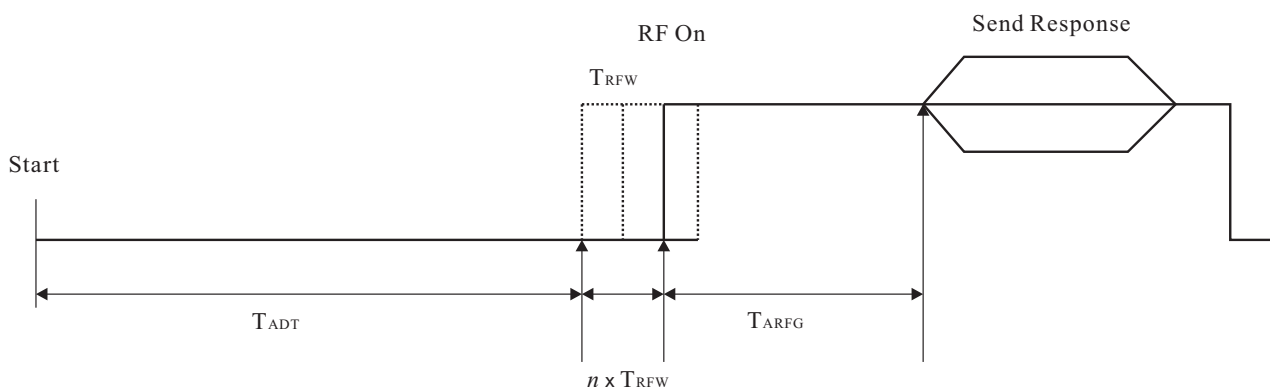 Send Response
RF On
TRFW
Start
TADT
TARFG
n x TRFW